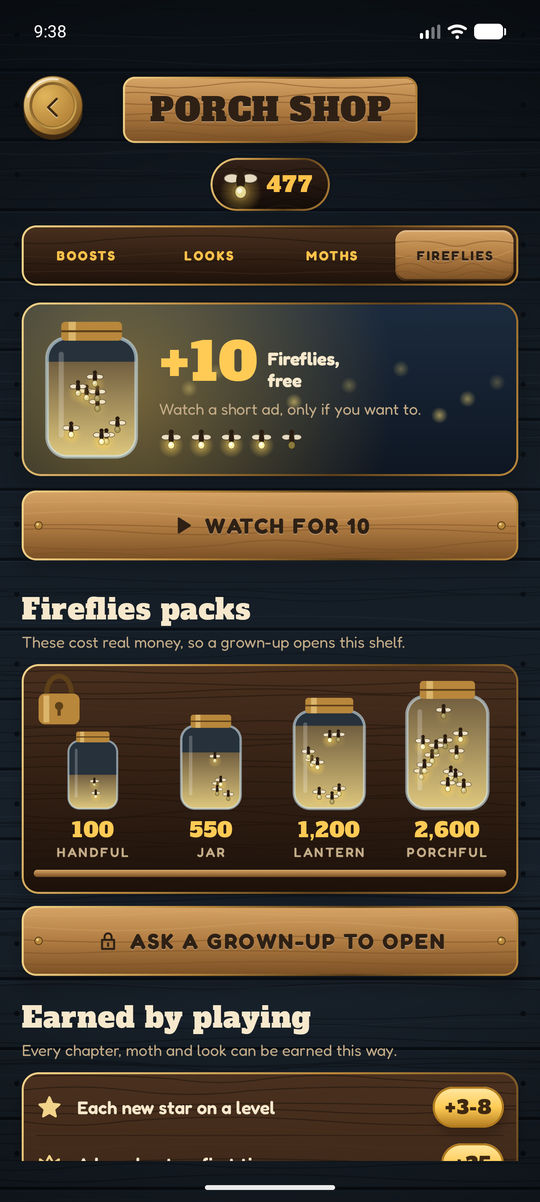 9:38
PORCH SHOP
477
BOOSTS LOOKS MOTHS FIREFLIES
+10 Fireflies,
free
Watch a short ad, only if you want to.
WATCH FOR 10
Fireflies packs
These cost real money, so a grown-up opens this shelf.
100 550 1,200 2,600
HANDFUL JAR LANTERN PORCHFUL
ASK A GROWN-UP TO OPEN
Earned by playing
Every chapter, moth and look can be earned this way.
Each new star on a level +3-8